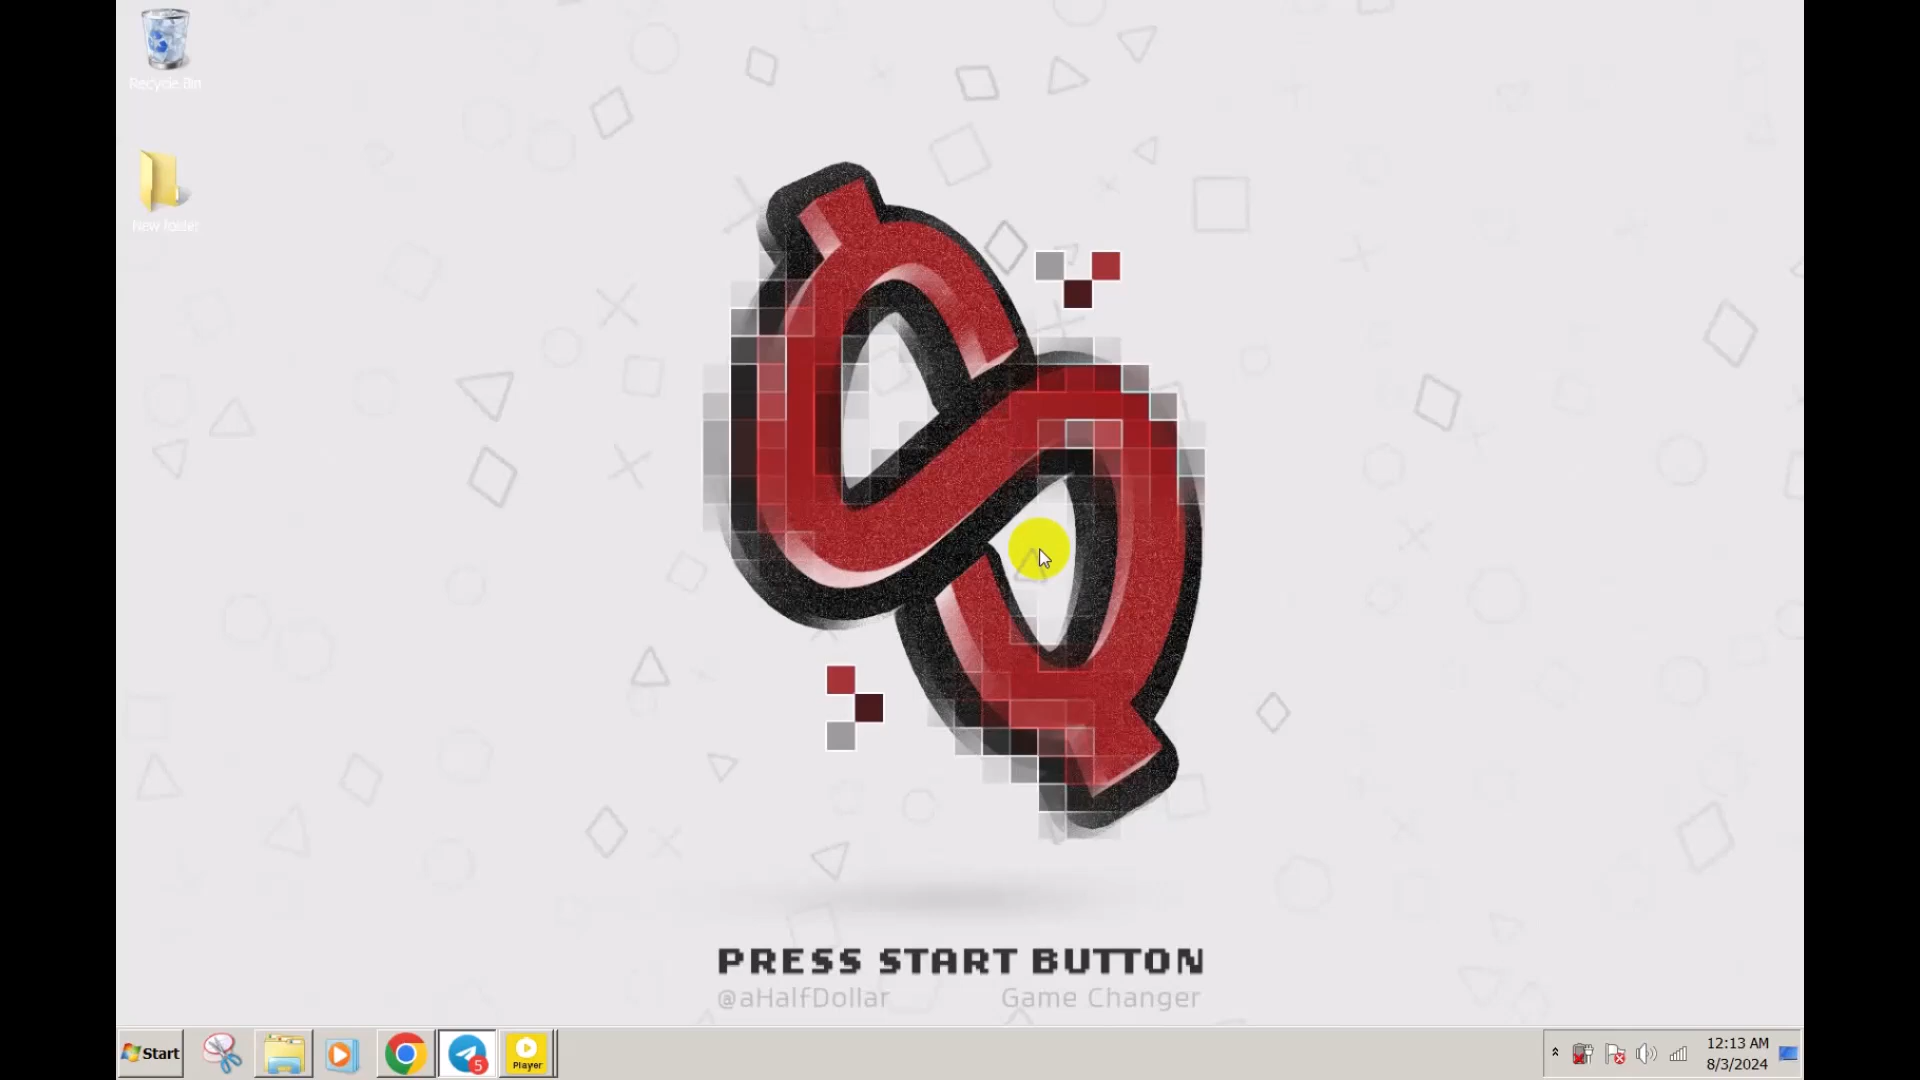 Recycle Bin
New folder
PRESS START BUTTON
@aHalfDollar Game Changer
Start
5
Player
12:13 AM
8/3/2024